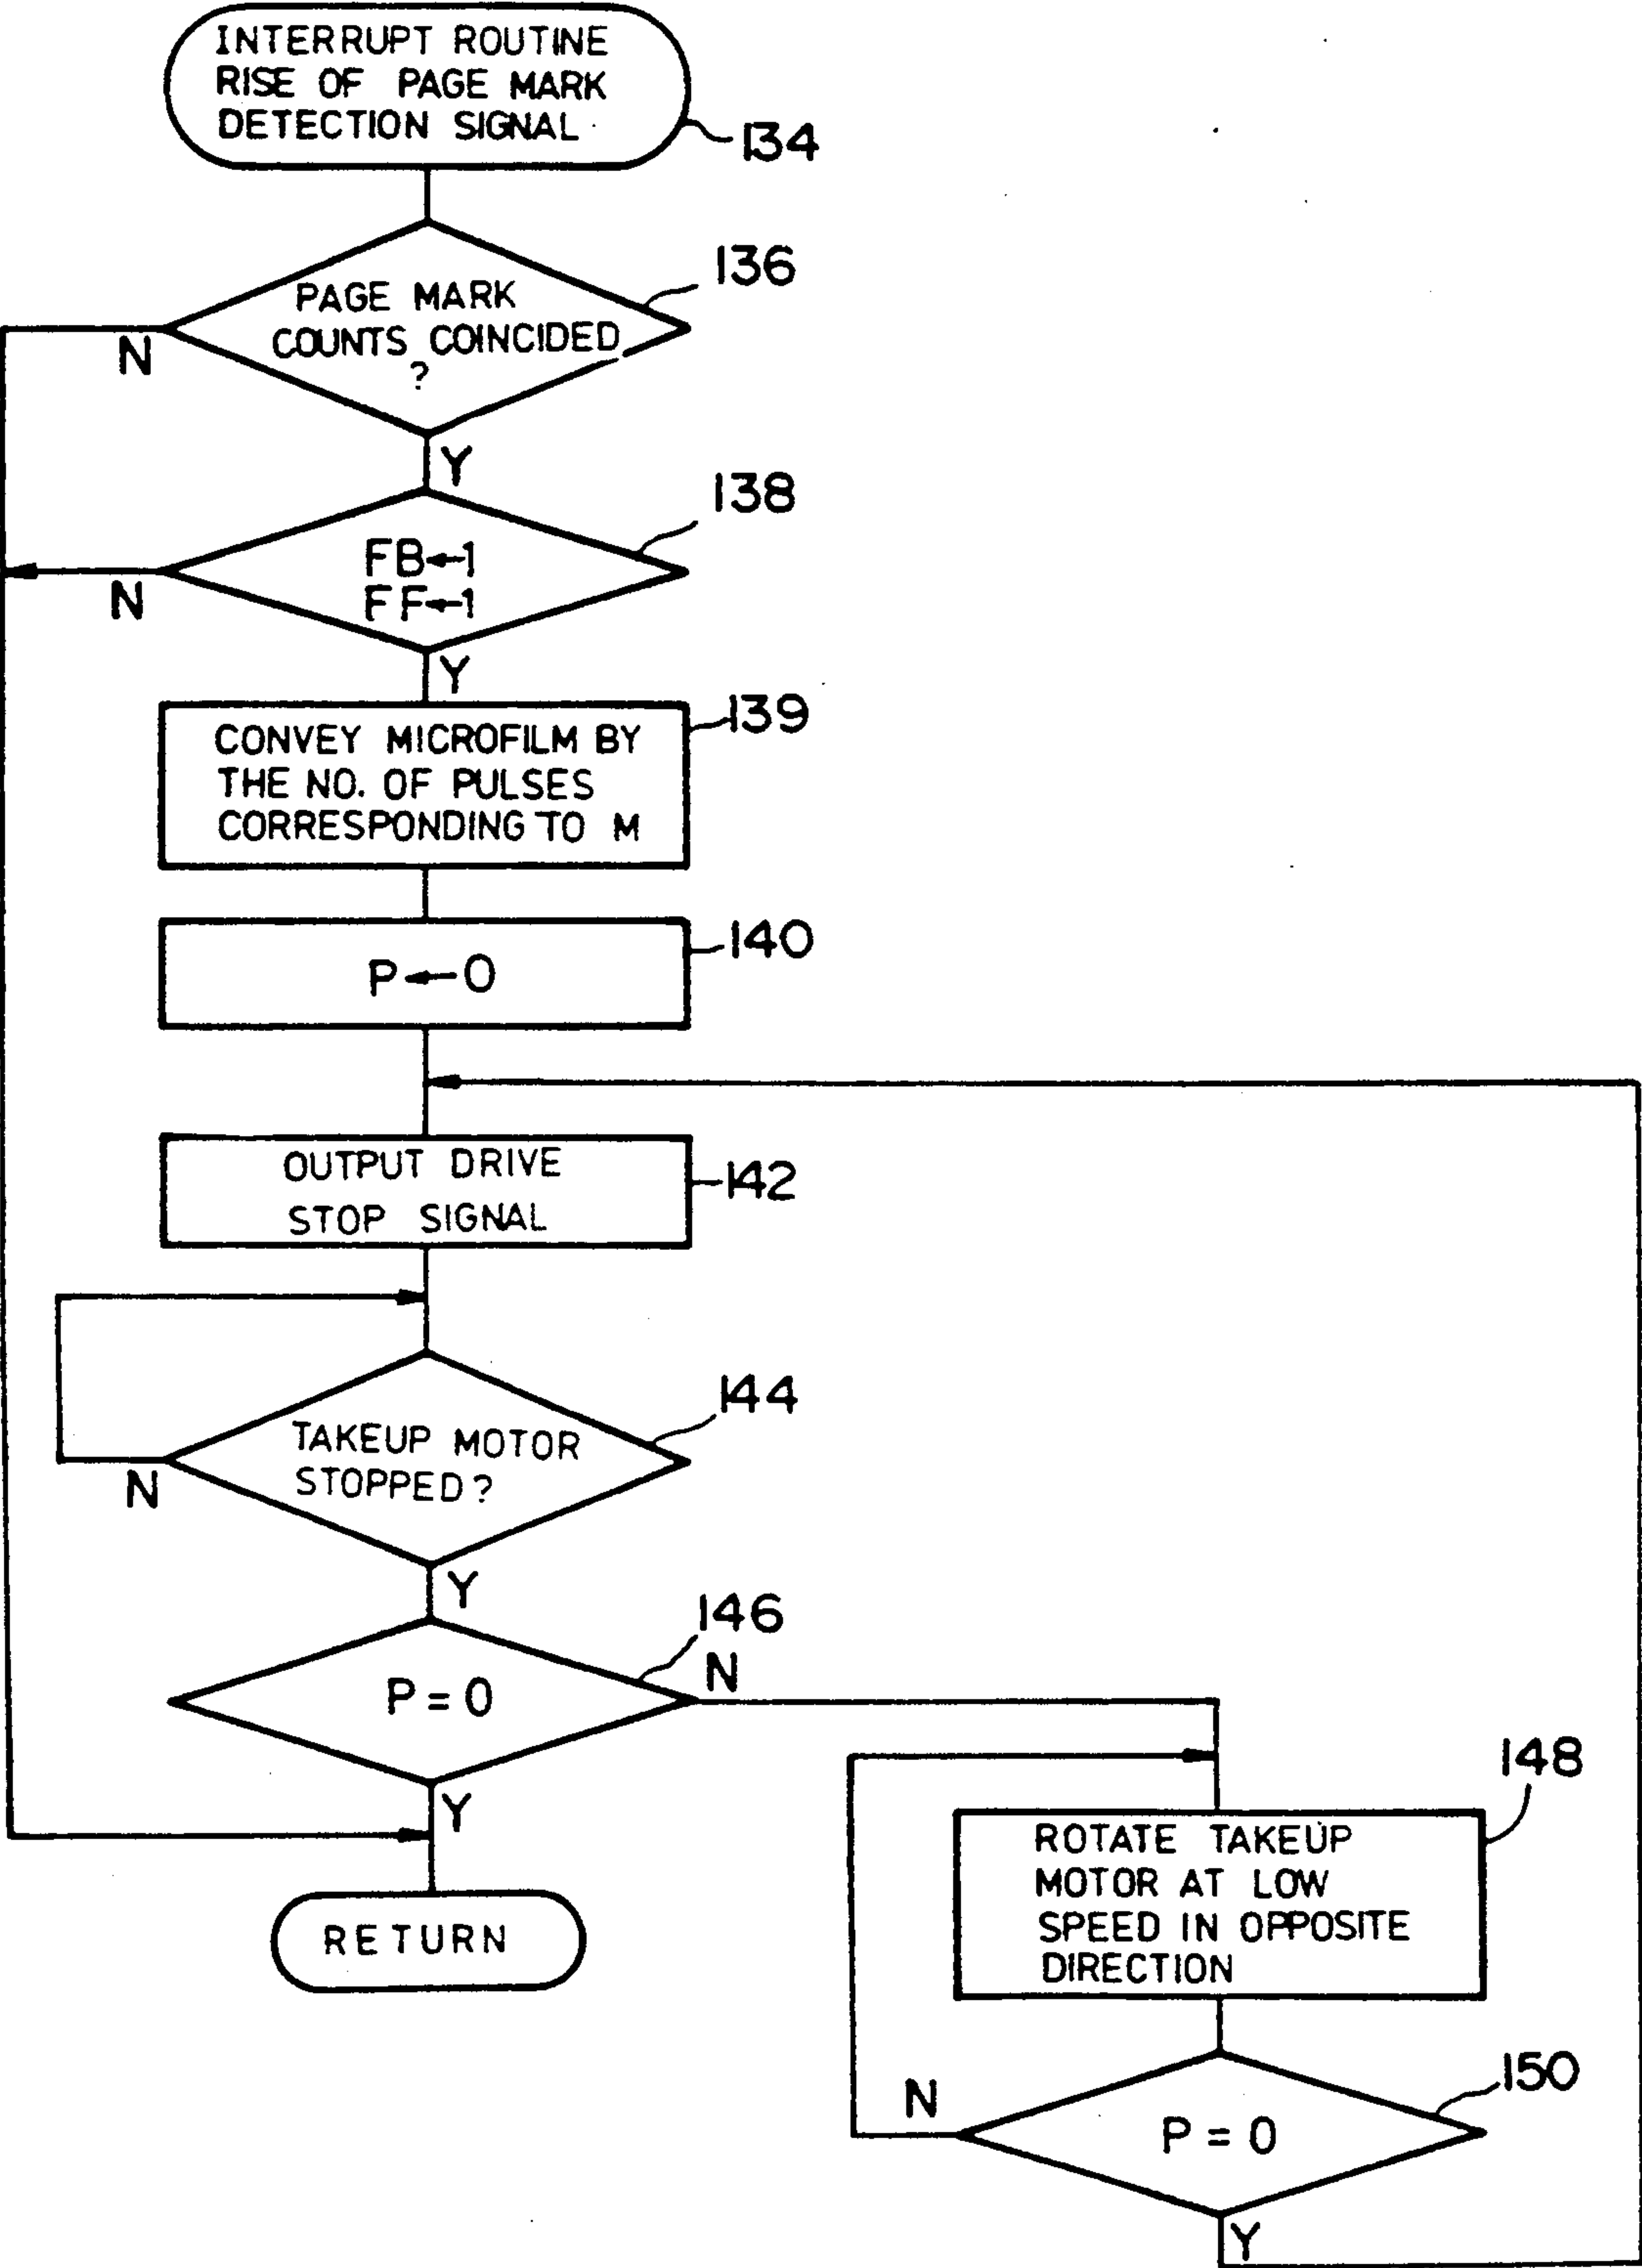 INTERRUPT ROUTINE
RISE OF PAGE MARK
DETECTION SIGNAL
134
136
PAGE MARK
COUNTS COINCIDED
?
N
Y
138
FB←1
FF←1
N
Y
139
CONVEY MICROFILM BY
THE NO. OF PULSES
CORRESPONDING TO M
140
P←0
142
OUTPUT DRIVE
STOP SIGNAL
144
TAKEUP MOTOR
STOPPED?
N
Y
146
N
P = 0
Y
RETURN
148
ROTATE TAKEUP
MOTOR AT LOW
SPEED IN OPPOSITE
DIRECTION
150
N
P = 0
Y